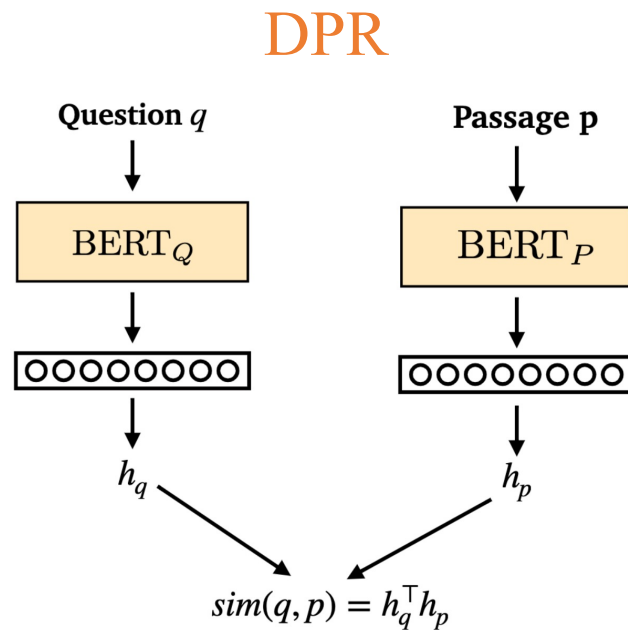 DPR
Question q
Passage p
BERT_Q
BERT_P
h_q
h_p
sim(q, p) = h_q^⊤ h_p